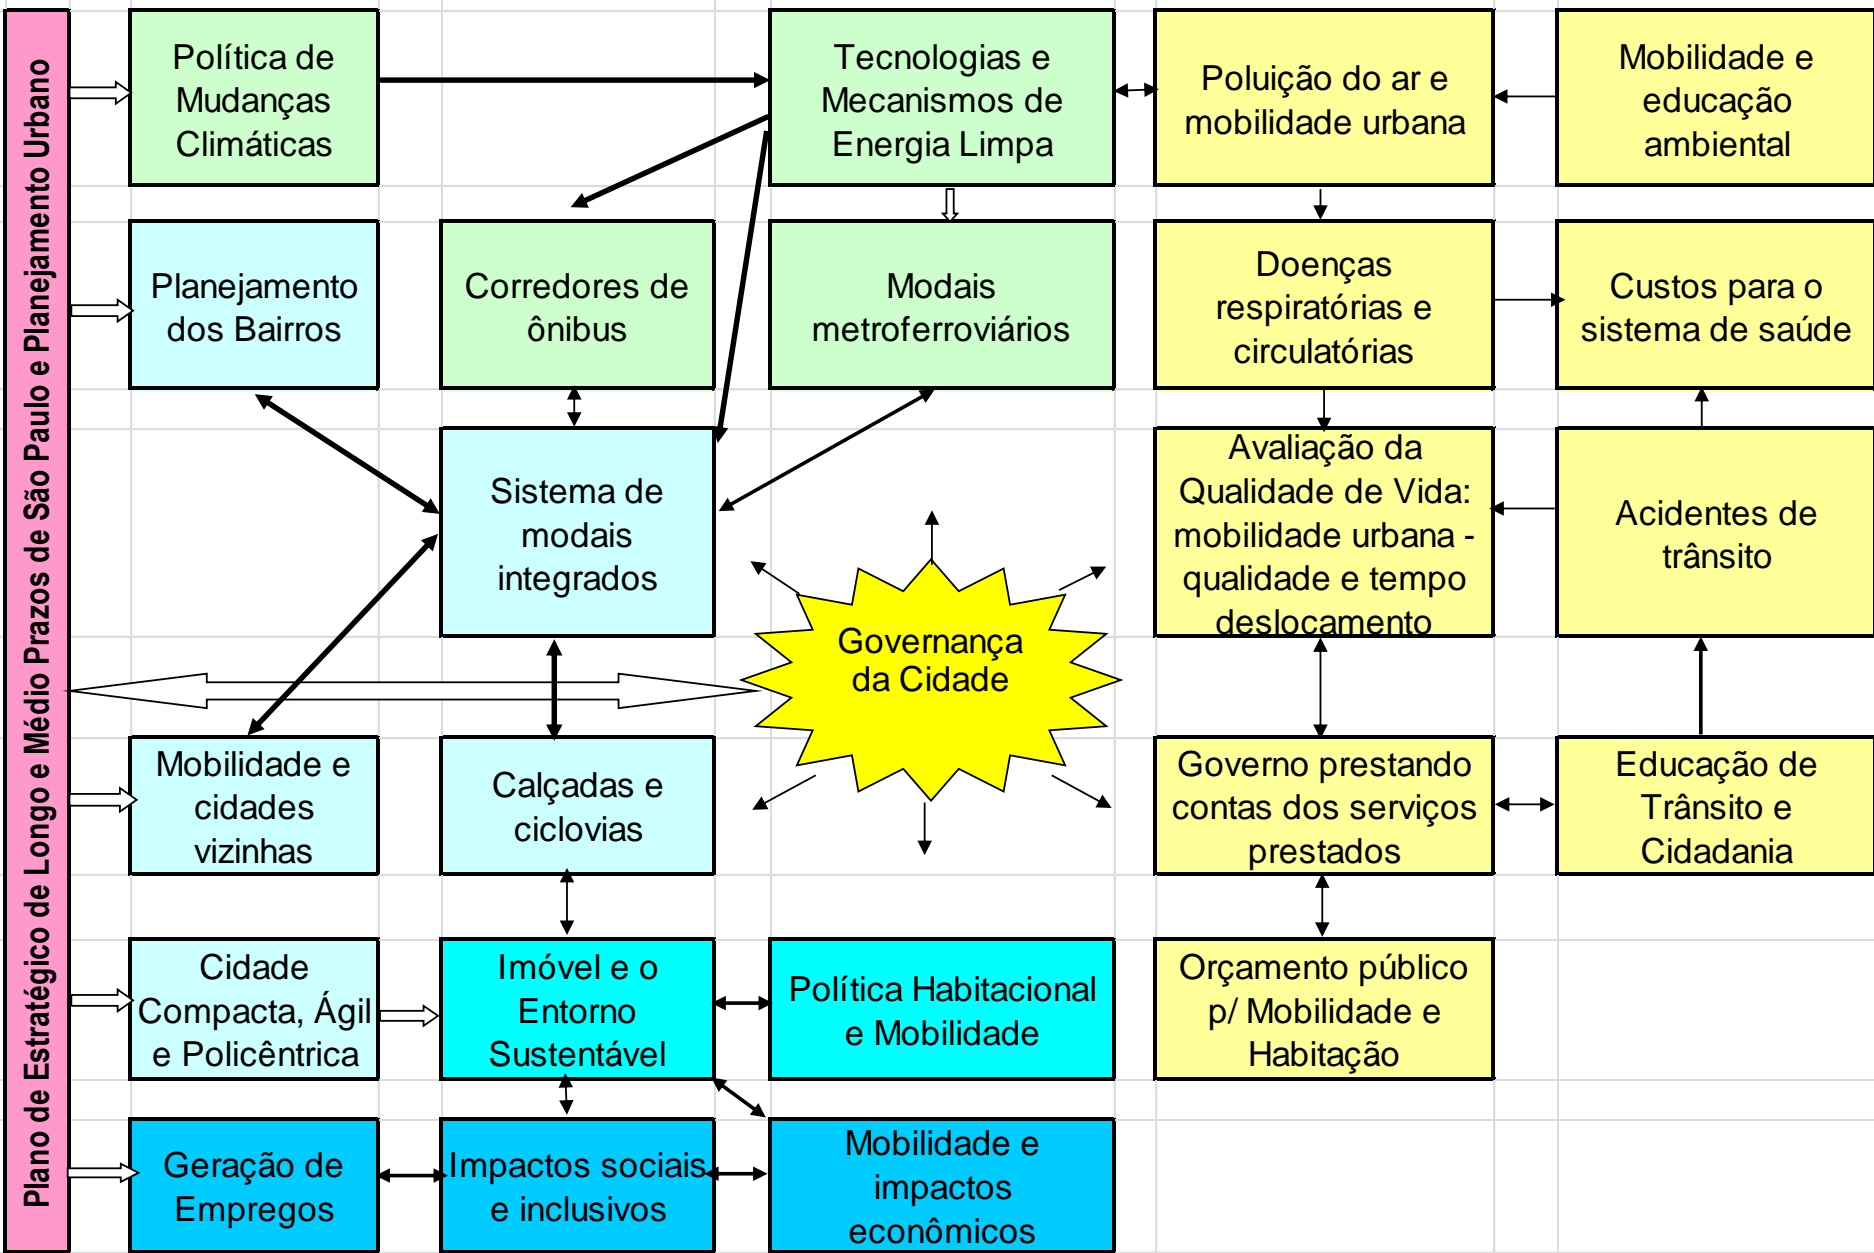 Plano de Estratégico de Longo e Médio Prazos de São Paulo e Planejamento Urbano
Política de
Mudanças
Climáticas
Tecnologias e
Mecanismos de
Energia Limpa
Poluição do ar e
mobilidade urbana
Mobilidade e
educação
ambiental
Planejamento
dos Bairros
Corredores de
ônibus
Modais
metroferroviários
Doenças
respiratórias e
circulatórias
Custos para o
sistema de saúde
Sistema de
modais
integrados
Avaliação da
Qualidade de Vida:
mobilidade urbana -
qualidade e tempo
deslocamento
Acidentes de
trânsito
Governança
da Cidade
Mobilidade e
cidades
vizinhas
Calçadas e
ciclovias
Governo prestando
contas dos serviços
prestados
Educação de
Trânsito e
Cidadania
Cidade
Compacta, Ágil
e Policêntrica
Imóvel e o
Entorno
Sustentável
Política Habitacional
e Mobilidade
Orçamento público
p/ Mobilidade e
Habitação
Geração de
Empregos
Impactos sociais
e inclusivos
Mobilidade e
impactos
econômicos